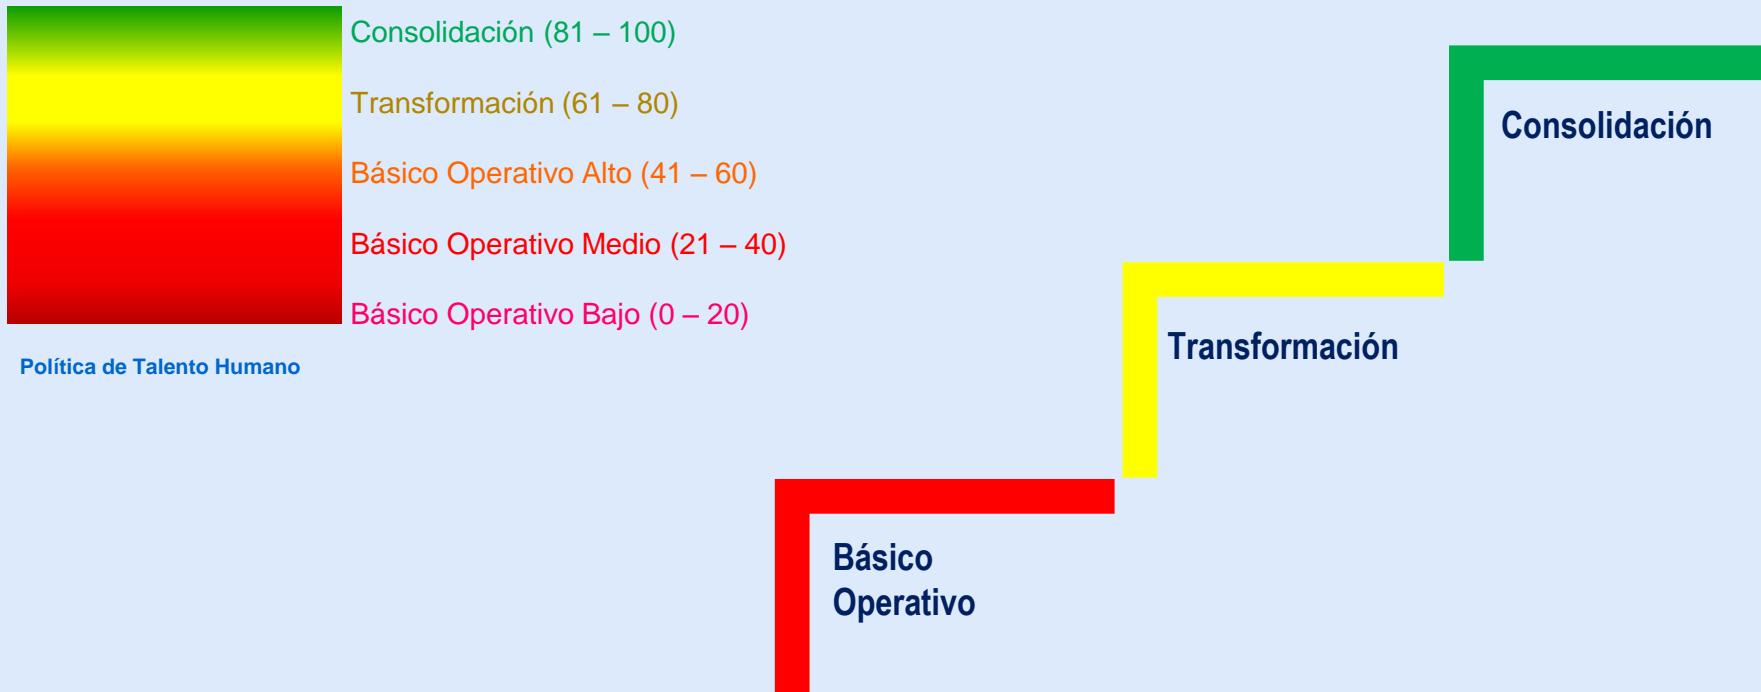 Consolidación (81 – 100)
Transformación (61 – 80)
Básico Operativo Alto (41 – 60)
Básico Operativo Medio (21 – 40)
Básico Operativo Bajo (0 – 20)
Política de Talento Humano
Consolidación
Transformación
Básico
Operativo